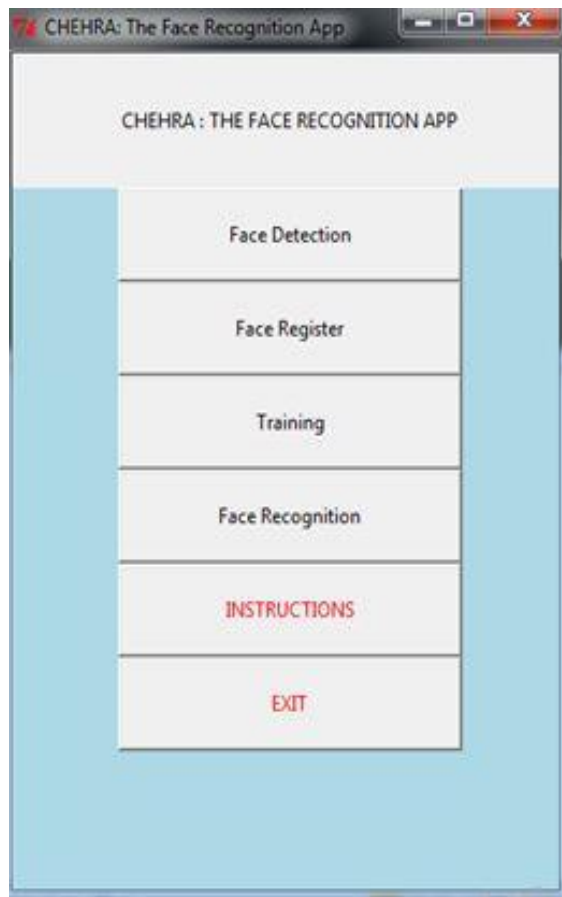 CHEHRA: The Face Recognition App
CHEHRA : THE FACE RECOGNITION APP
Face Detection
Face Register
Training
Face Recognition
INSTRUCTIONS
EXIT